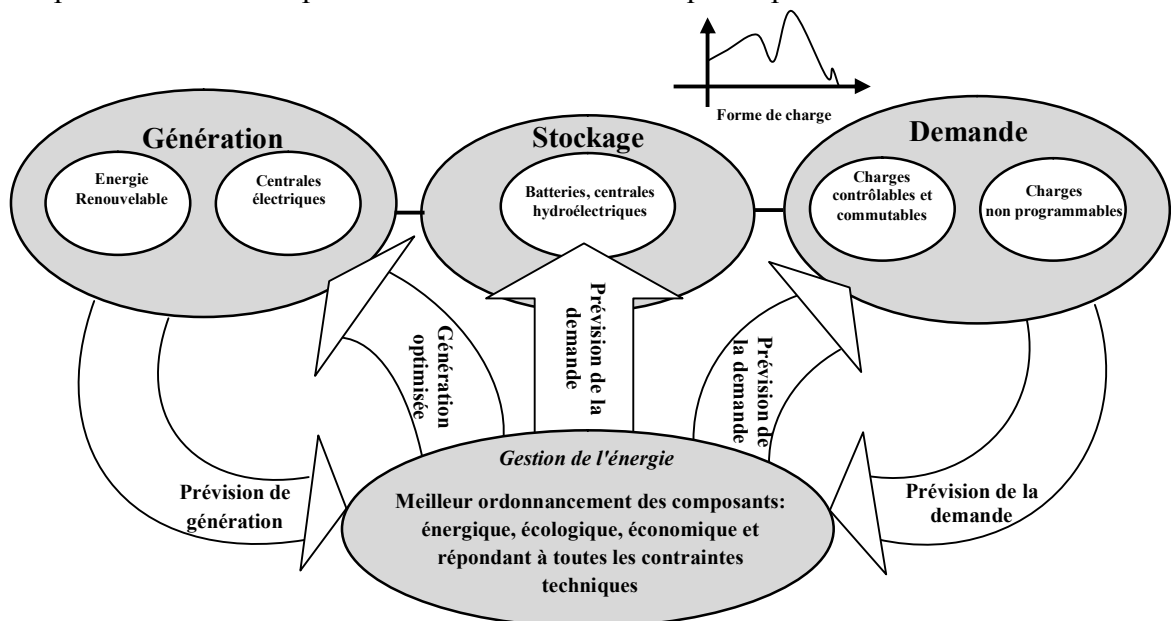 Forme de charge
Génération
Energie
Renouvelable
Centrales
électriques
Stockage
Batteries, centrales
hydroélectriques
Demande
Charges
contrôlables et
commutables
Charges
non programmables
Génération
optimisée
Prévision de la
demande
Prévision de
la demande
Prévision de
génération
Prévision de la
demande
Gestion de l'énergie
Meilleur ordonnancement des composants:
énergique, écologique, économique et
répondant à toutes les contraintes
techniques